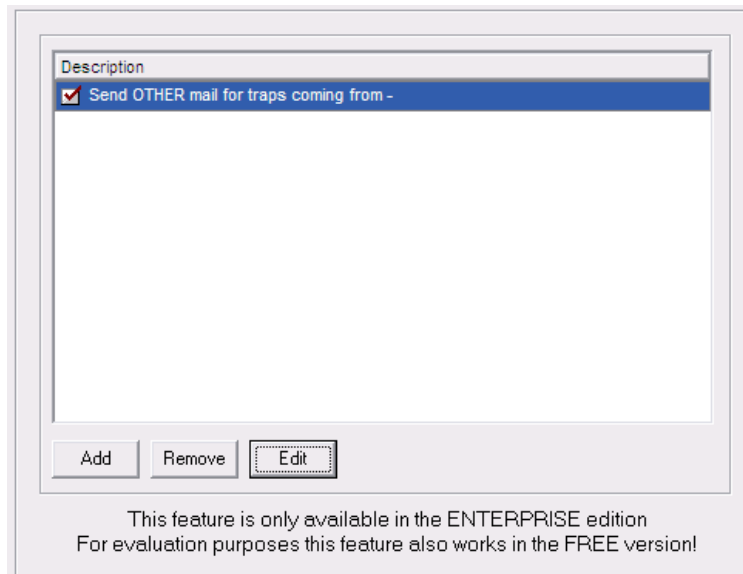 Description
Send OTHER mail for traps coming from -
Add Remove Edit
This feature is only available in the ENTERPRISE edition
For evaluation purposes this feature also works in the FREE version!